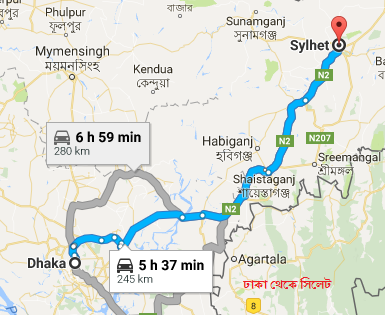 Phulpur
ফুলপুর
বাজার
Sunamganj
সুনামগঞ্জ
Sylhet
Mymensingh
ময়মনসিংহ
Kendua
কেন্দুয়া
N2
Ba
6 h 59 min
280 km
N2
Habiganj
হবিগঞ্জ
N207
Sreemangal
শ্রীমঙ্গল
Shaistaganj
শায়েস্তাগঞ্জ
N2
Dhaka
5 h 37 min
245 km
Agartala
ঢাকা থেকে সিলেট
8